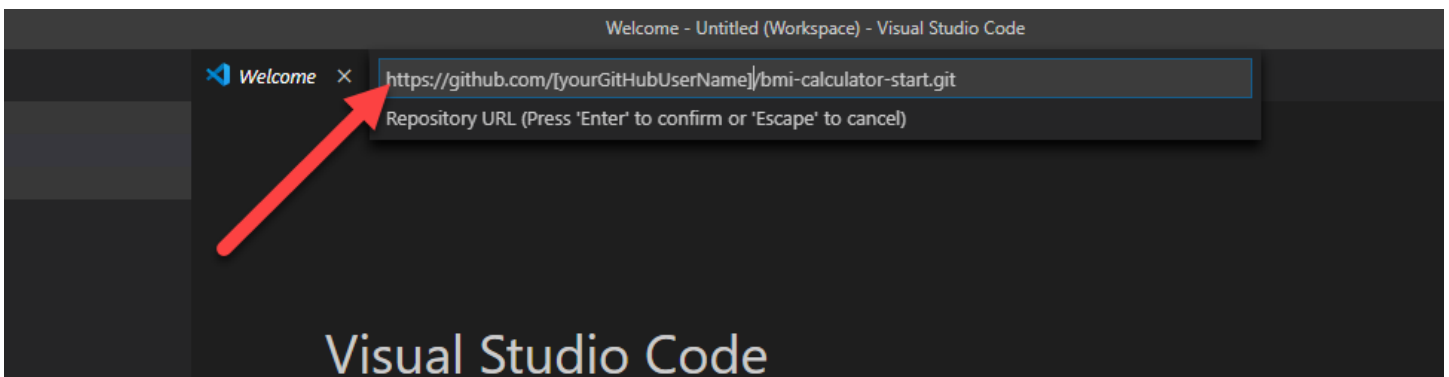 Welcome - Untitled (Workspace) - Visual Studio Code
Welcome ×
https://github.com/[yourGitHubUserName]/bmi-calculator-start.git
Repository URL (Press 'Enter' to confirm or 'Escape' to cancel)
Visual Studio Code